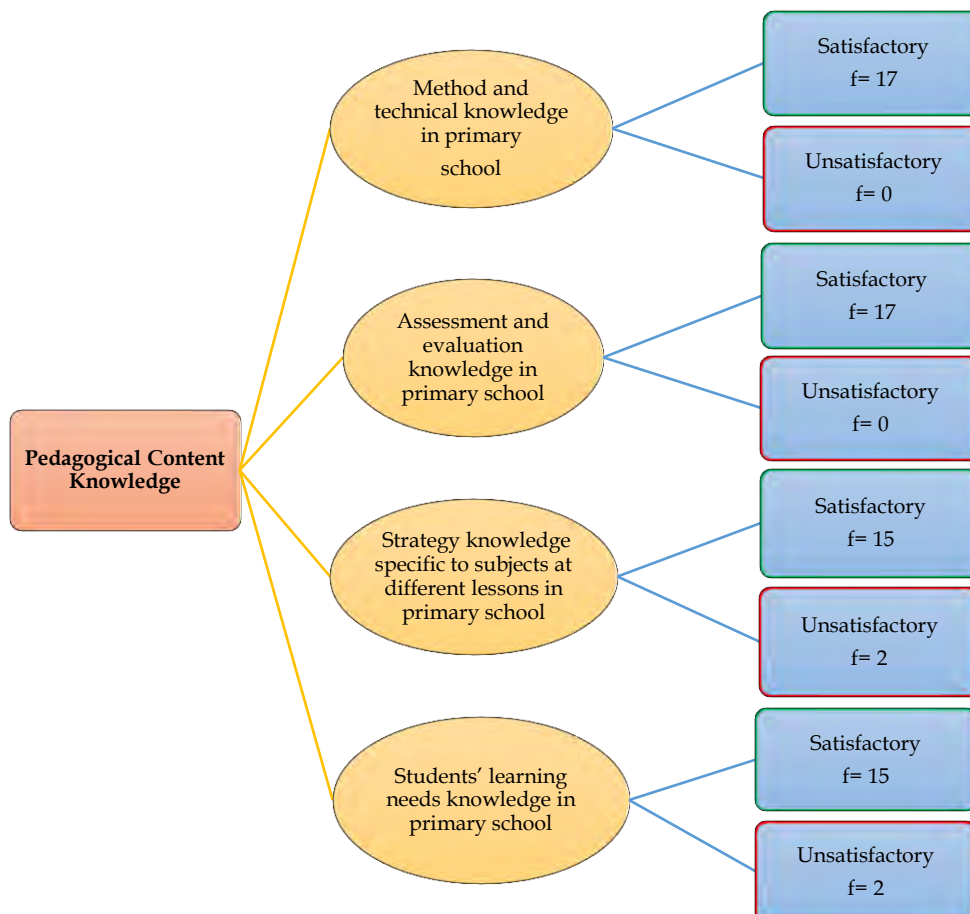 Pedagogical Content
Knowledge
Method and
technical knowledge
in primary
school
Satisfactory
f= 17
Unsatisfactory
f= 0
Assessment and
evaluation
knowledge in
primary school
Satisfactory
f= 17
Unsatisfactory
f= 0
Strategy knowledge
specific to subjects at
different lessons in
primary school
Satisfactory
f= 15
Unsatisfactory
f= 2
Students’ learning
needs knowledge in
primary school
Satisfactory
f= 15
Unsatisfactory
f= 2